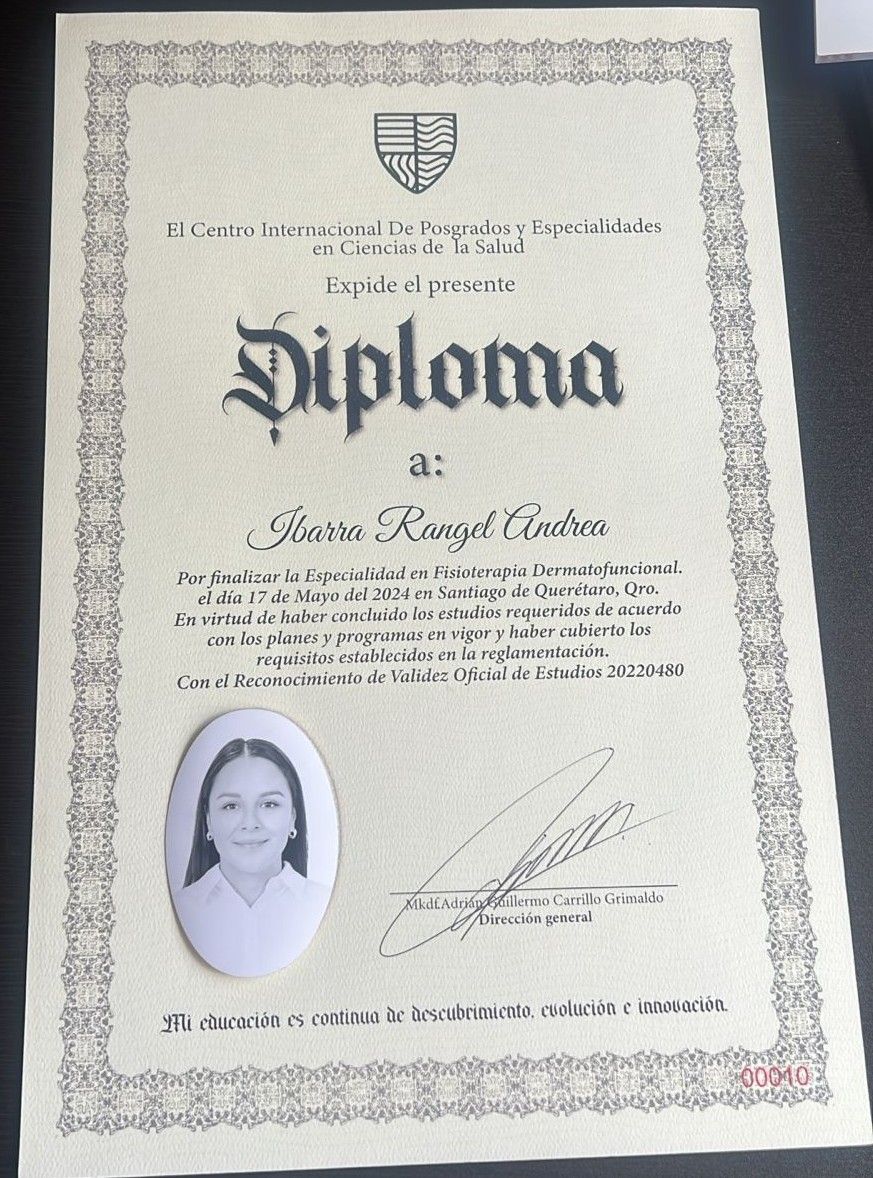 El Centro Internacional De Posgrados y Especialidades
en Ciencias de la Salud
Expide el presente
Diploma
a:
Ibarra Rangel Andrea
Por finalizar la Especialidad en Fisioterapia Dermatofuncional.
el día 17 de Mayo del 2024 en Santiago de Querétaro, Qro.
En virtud de haber concluido los estudios requeridos de acuerdo
con los planes y programas en vigor y haber cubierto los
requisitos establecidos en la reglamentación.
Con el Reconocimiento de Validez Oficial de Estudios 20220480
Mkdf.Adrián Guillermo Carrillo Grimaldo
Dirección general
Mi educación es continua de descubrimiento, evolución e innovación.
00010